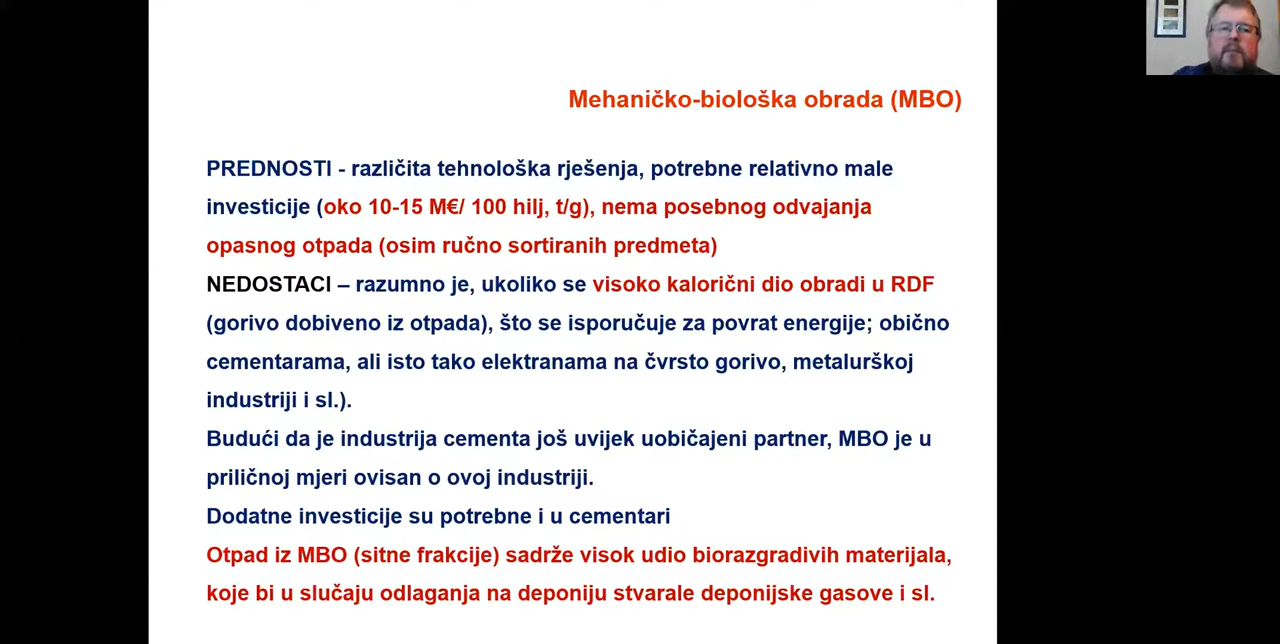 Mehaničko-biološka obrada (MBO)
PREDNOSTI - različita tehnološka rješenja, potrebne relativno male
investicije (oko 10-15 M€/ 100 hilj, t/g), nema posebnog odvajanja
opasnog otpada (osim ručno sortiranih predmeta)
NEDOSTACI – razumno je, ukoliko se visoko kalorični dio obradi u RDF
(gorivo dobiveno iz otpada), što se isporučuje za povrat energije; obično
cementarama, ali isto tako elektranama na čvrsto gorivo, metalurškoj
industriji i sl.).
Budući da je industrija cementa još uvijek uobičajeni partner, MBO je u
priličnoj mjeri ovisan o ovoj industriji.
Dodatne investicije su potrebne i u cementari
Otpad iz MBO (sitne frakcije) sadrže visok udio biorazgradivih materijala,
koje bi u slučaju odlaganja na deponiju stvarale deponijske gasove i sl.